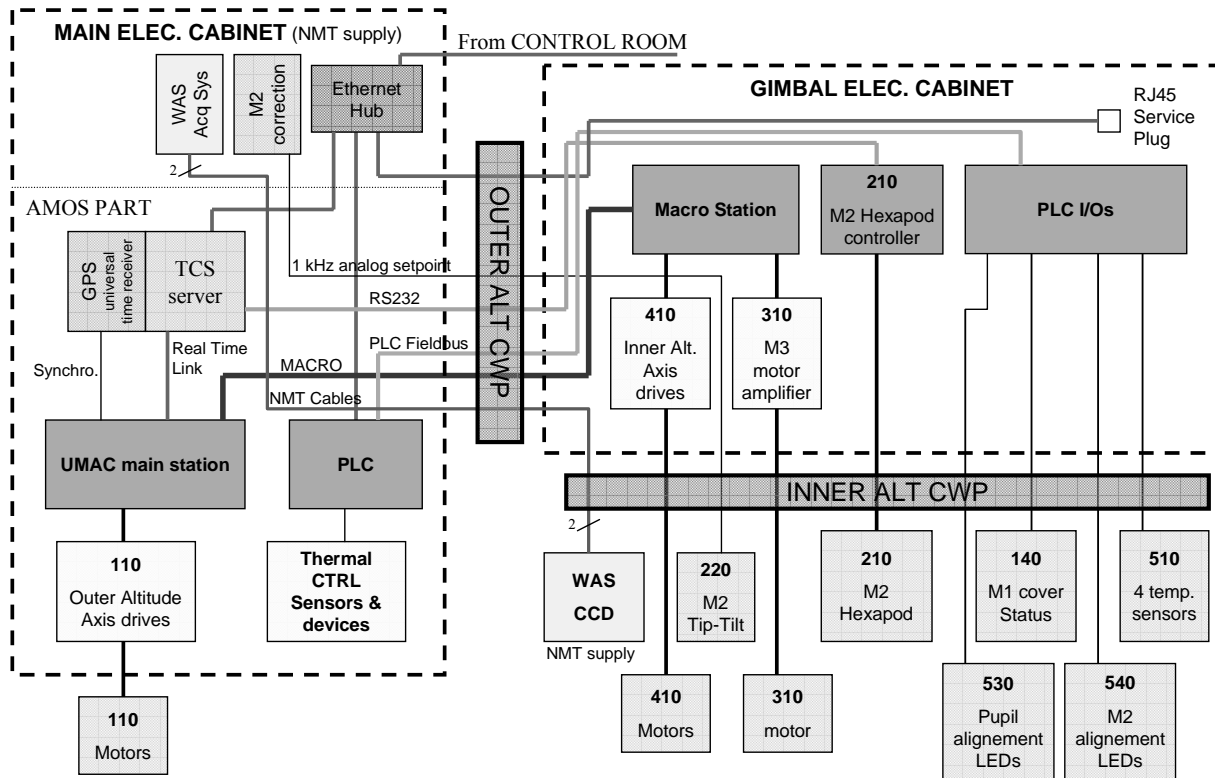 MAIN ELEC. CABINET (NMT supply)
WAS
Acq Sys
M2
correction
Ethernet
Hub
From CONTROL ROOM
2
AMOS PART
GPS
universal
time receiver
TCS
server
1 kHz analog setpoint
RS232
Synchro.
Real Time
Link
PLC Fieldbus
MACRO
NMT Cables
UMAC main station
PLC
110
Outer Altitude
Axis drives
Thermal
CTRL
Sensors &
devices
110
Motors
OUTER ALT CWP
GIMBAL ELEC. CABINET
RJ45
Service
Plug
Macro Station
210
M2 Hexapod
controller
PLC I/Os
410
Inner Alt.
Axis
drives
310
M3
motor
amplifier
INNER ALT CWP
2
WAS
CCD
NMT supply
220
M2
Tip-Tilt
210
M2
Hexapod
140
M1 cover
Status
510
4 temp.
sensors
410
Motors
310
motor
530
Pupil
alignement
LEDs
540
M2
alignement
LEDs